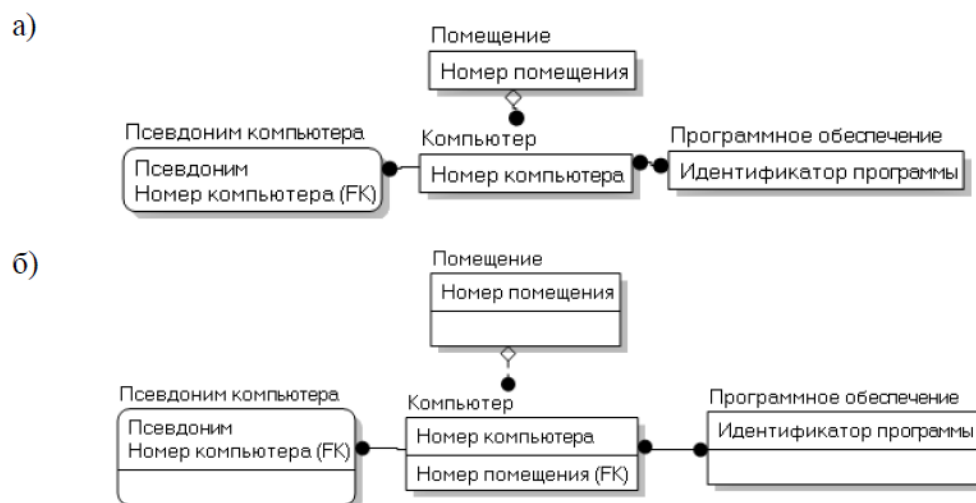 а)
Помещение
Номер помещения
Псевдоним компьютера
Псевдоним
Номер компьютера (FK)
Компьютер
Номер компьютера
Программное обеспечение
Идентификатор программы
б)
Помещение
Номер помещения
Псевдоним компьютера
Псевдоним
Номер компьютера (FK)
Компьютер
Номер компьютера
Номер помещения (FK)
Программное обеспечение
Идентификатор программы